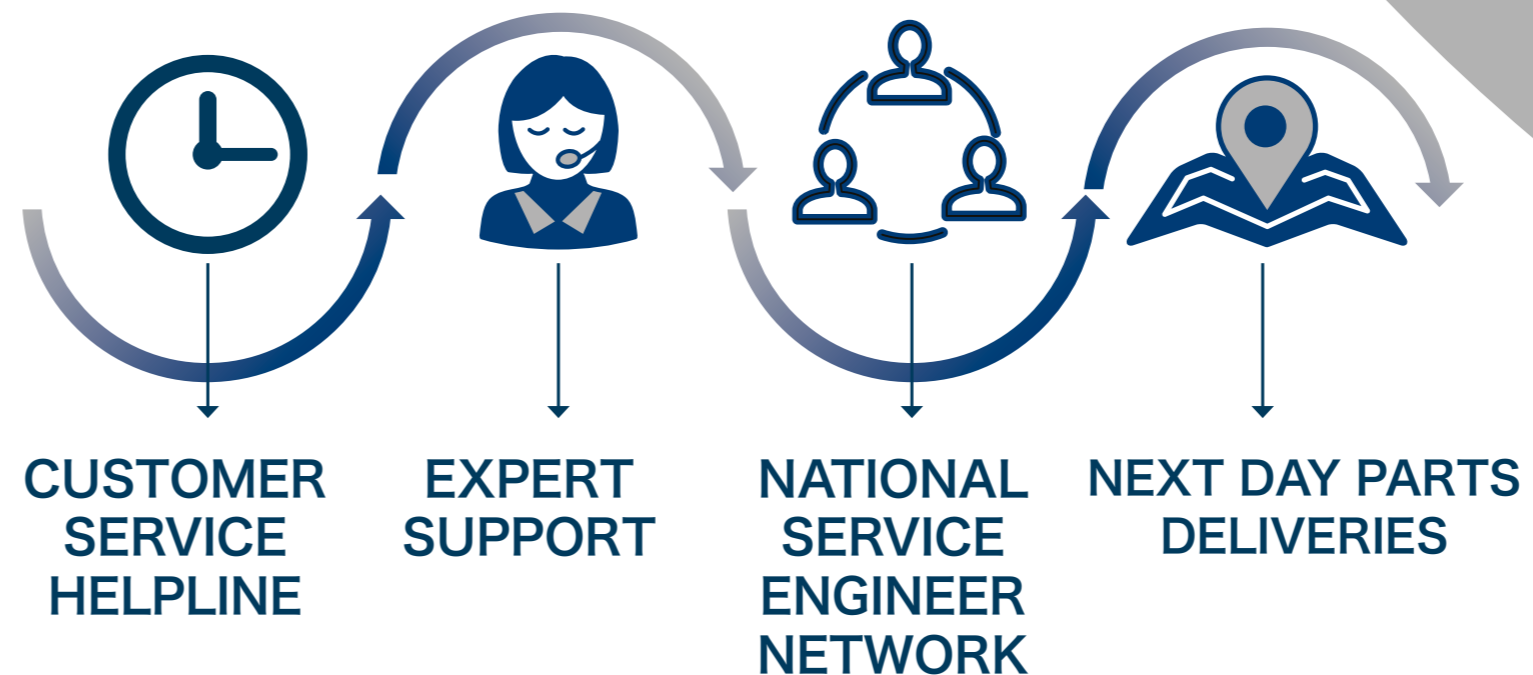 CUSTOMER
SERVICE
HELPLINE
EXPERT
SUPPORT
NATIONAL
SERVICE
ENGINEER
NETWORK
NEXT DAY PARTS
DELIVERIES